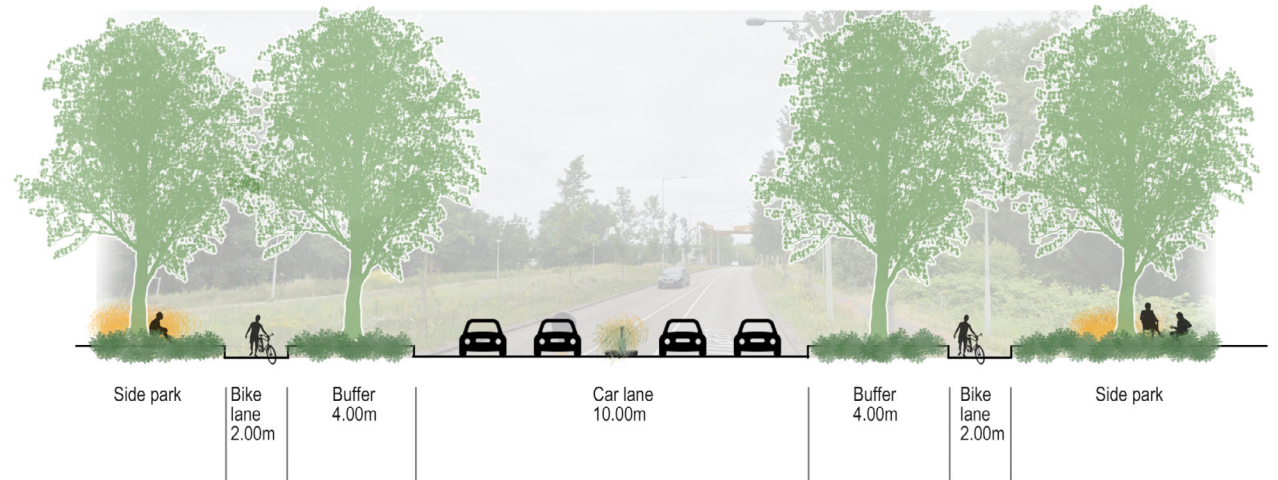 Side park
Bike
lane
2.00m
Buffer
4.00m
Car lane
10.00m
Buffer
4.00m
Bike
lane
2.00m
Side park